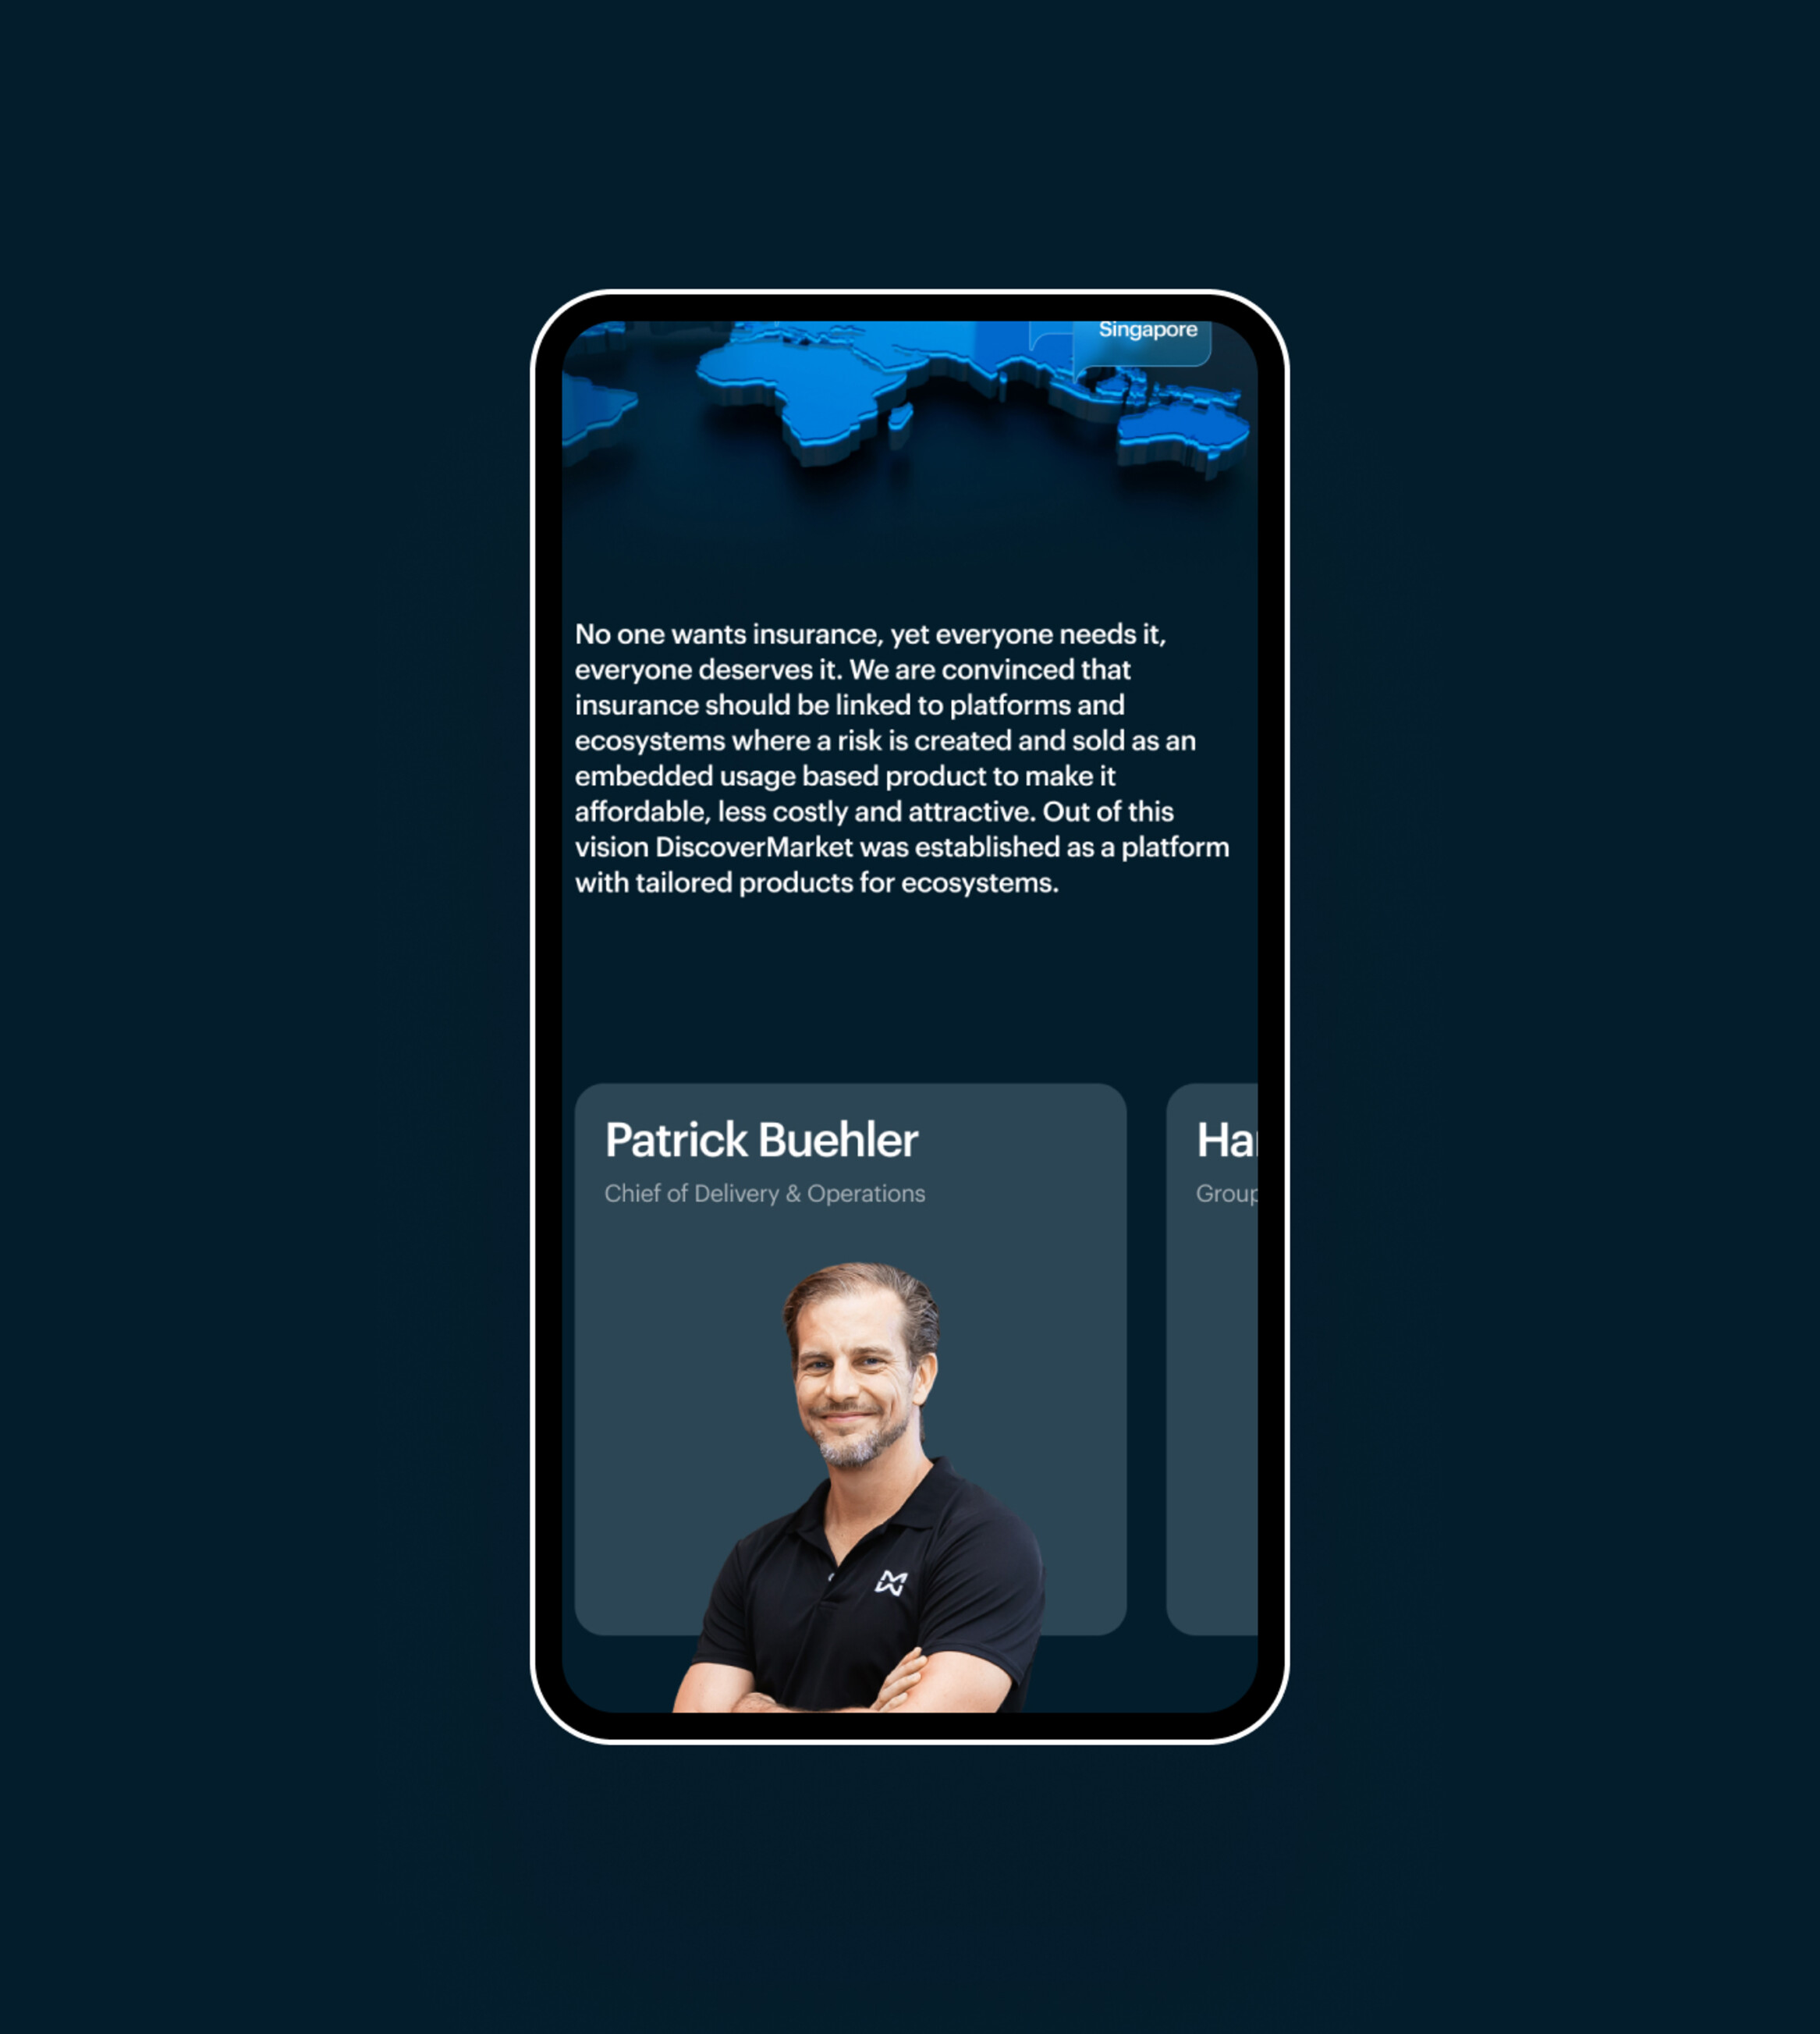 Singapore
No one wants insurance, yet everyone needs it,
everyone deserves it. We are convinced that
insurance should be linked to platforms and
ecosystems where a risk is created and sold as an
embedded usage based product to make it
affordable, less costly and attractive. Out of this
vision DiscoverMarket was established as a platform
with tailored products for ecosystems.
Patrick Buehler
Chief of Delivery & Operations
Group